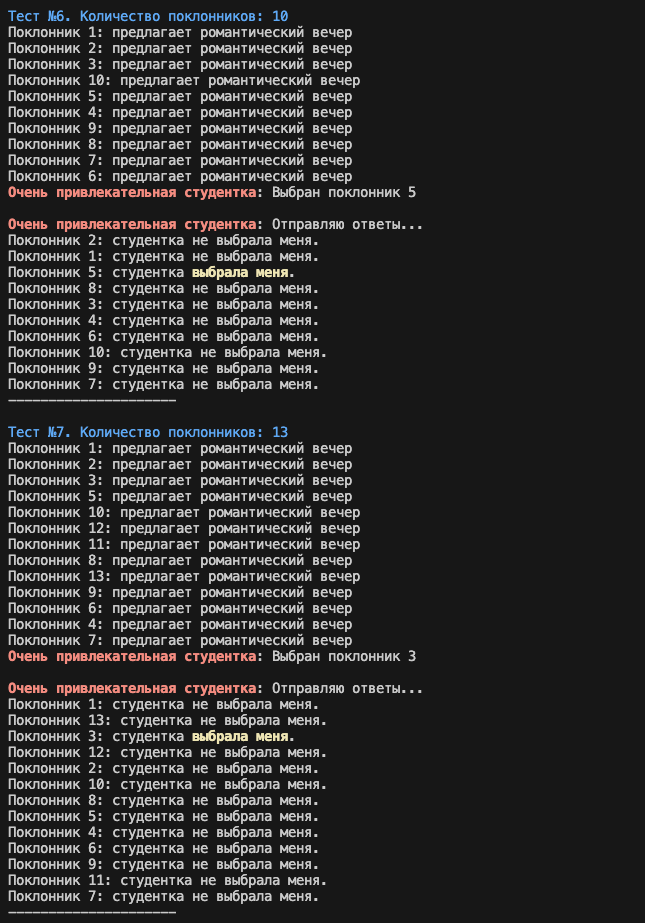 Тест №6. Количество поклонников: 10
Поклонник 1: предлагает романтический вечер
Поклонник 2: предлагает романтический вечер
Поклонник 3: предлагает романтический вечер
Поклонник 10: предлагает романтический вечер
Поклонник 5: предлагает романтический вечер
Поклонник 4: предлагает романтический вечер
Поклонник 9: предлагает романтический вечер
Поклонник 8: предлагает романтический вечер
Поклонник 7: предлагает романтический вечер
Поклонник 6: предлагает романтический вечер
Очень привлекательная студентка: Выбран поклонник 5
Очень привлекательная студентка: Отправляю ответы...
Поклонник 2: студентка не выбрала меня.
Поклонник 1: студентка не выбрала меня.
Поклонник 5: студентка выбрала меня.
Поклонник 8: студентка не выбрала меня.
Поклонник 3: студентка не выбрала меня.
Поклонник 4: студентка не выбрала меня.
Поклонник 6: студентка не выбрала меня.
Поклонник 10: студентка не выбрала меня.
Поклонник 9: студентка не выбрала меня.
Поклонник 7: студентка не выбрала меня.
---------------------
Тест №7. Количество поклонников: 13
Поклонник 1: предлагает романтический вечер
Поклонник 2: предлагает романтический вечер
Поклонник 3: предлагает романтический вечер
Поклонник 5: предлагает романтический вечер
Поклонник 10: предлагает романтический вечер
Поклонник 12: предлагает романтический вечер
Поклонник 11: предлагает романтический вечер
Поклонник 8: предлагает романтический вечер
Поклонник 13: предлагает романтический вечер
Поклонник 9: предлагает романтический вечер
Поклонник 6: предлагает романтический вечер
Поклонник 4: предлагает романтический вечер
Поклонник 7: предлагает романтический вечер
Очень привлекательная студентка: Выбран поклонник 3
Очень привлекательная студентка: Отправляю ответы...
Поклонник 1: студентка не выбрала меня.
Поклонник 13: студентка не выбрала меня.
Поклонник 3: студентка выбрала меня.
Поклонник 12: студентка не выбрала меня.
Поклонник 2: студентка не выбрала меня.
Поклонник 10: студентка не выбрала меня.
Поклонник 8: студентка не выбрала меня.
Поклонник 5: студентка не выбрала меня.
Поклонник 4: студентка не выбрала меня.
Поклонник 6: студентка не выбрала меня.
Поклонник 9: студентка не выбрала меня.
Поклонник 11: студентка не выбрала меня.
Поклонник 7: студентка не выбрала меня.
---------------------